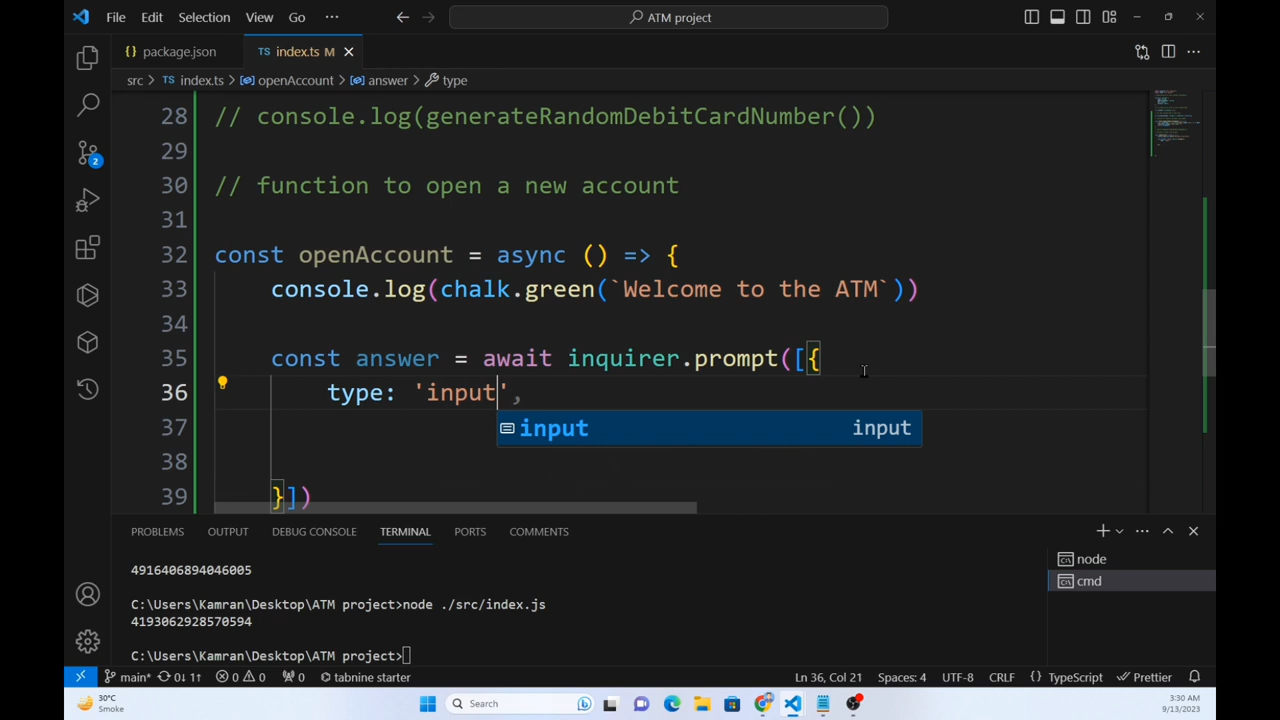 File Edit Selection View Go ··· ATM project
{} package.json TS index.ts M
src > TS index.ts > openAccount > answer > type
28 // console.log(generateRandomDebitCardNumber())
29
30 // function to open a new account
31
32 const openAccount = async () => {
33 console.log(chalk.green(`Welcome to the ATM`))
34
35 const answer = await inquirer.prompt([{
36 type: 'input',
37 input input
38
39 }])
2
PROBLEMS OUTPUT DEBUG CONSOLE TERMINAL PORTS COMMENTS
4916406894046005
C:\Users\Kamran\Desktop\ATM project>node ./src/index.js
4193062928570594
C:\Users\Kamran\Desktop\ATM project>
node
cmd
main* 0↓ 1↑ 0 0 0 tabnine starter Ln 36, Col 21 Spaces: 4 UTF-8 CRLF {} TypeScript Prettier
30°C
Smoke
Search
3:30 AM
9/13/2023